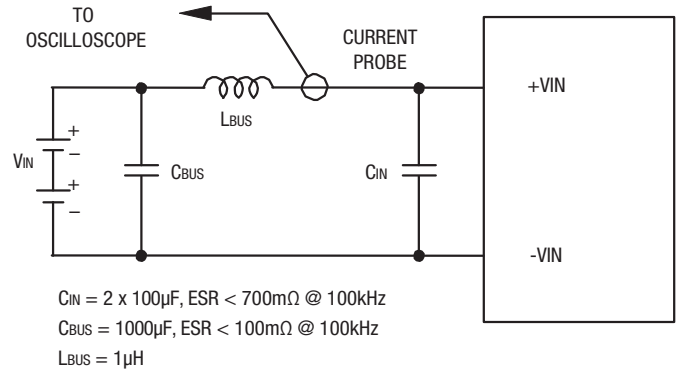 TO
OSCILLOSCOPE
CURRENT
PROBE
+VIN
LBUS
+
VIN
−
+
−
CBUS
CIN
-VIN
CIN = 2 x 100µF, ESR < 700mΩ @ 100kHz
CBUS = 1000µF, ESR < 100mΩ @ 100kHz
LBUS = 1µH